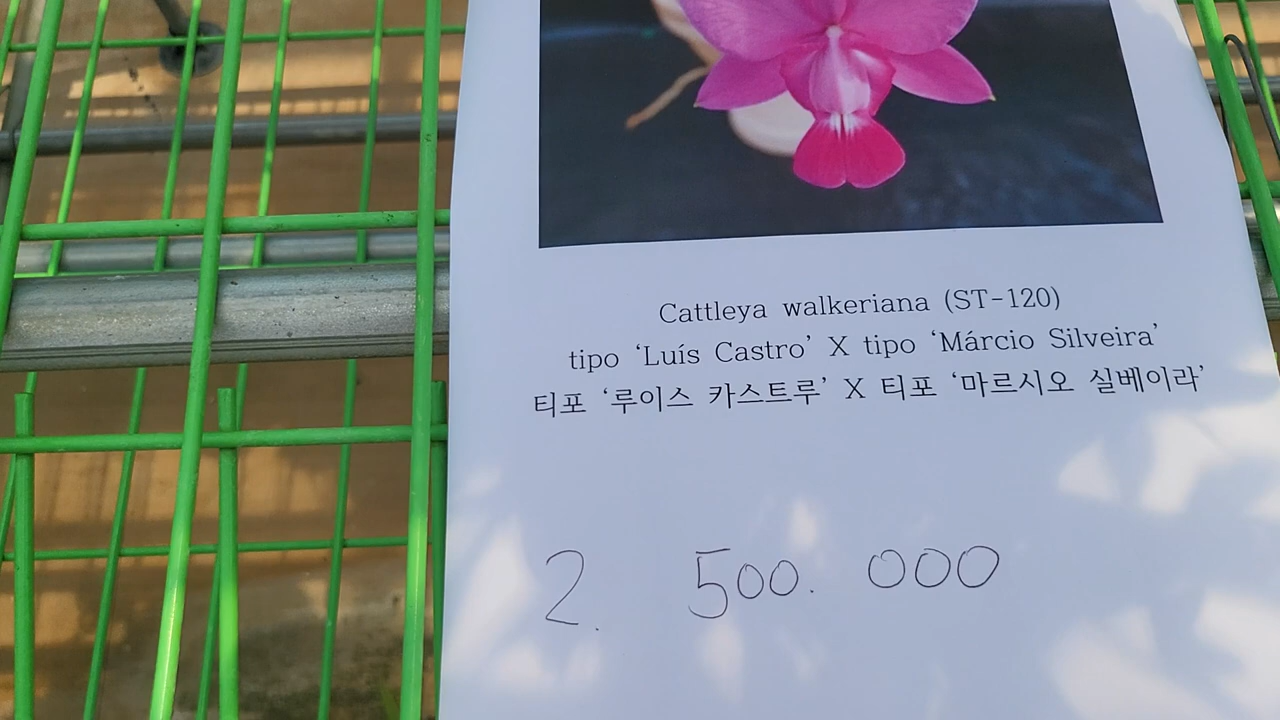 Cattleya walkeriana (ST-120)
tipo ‘Luís Castro’ X tipo ‘Márcio Silveira’
티포 ‘루이스 카스트루’ X 티포 ‘마르시오 실베이라’
2. 500. 000